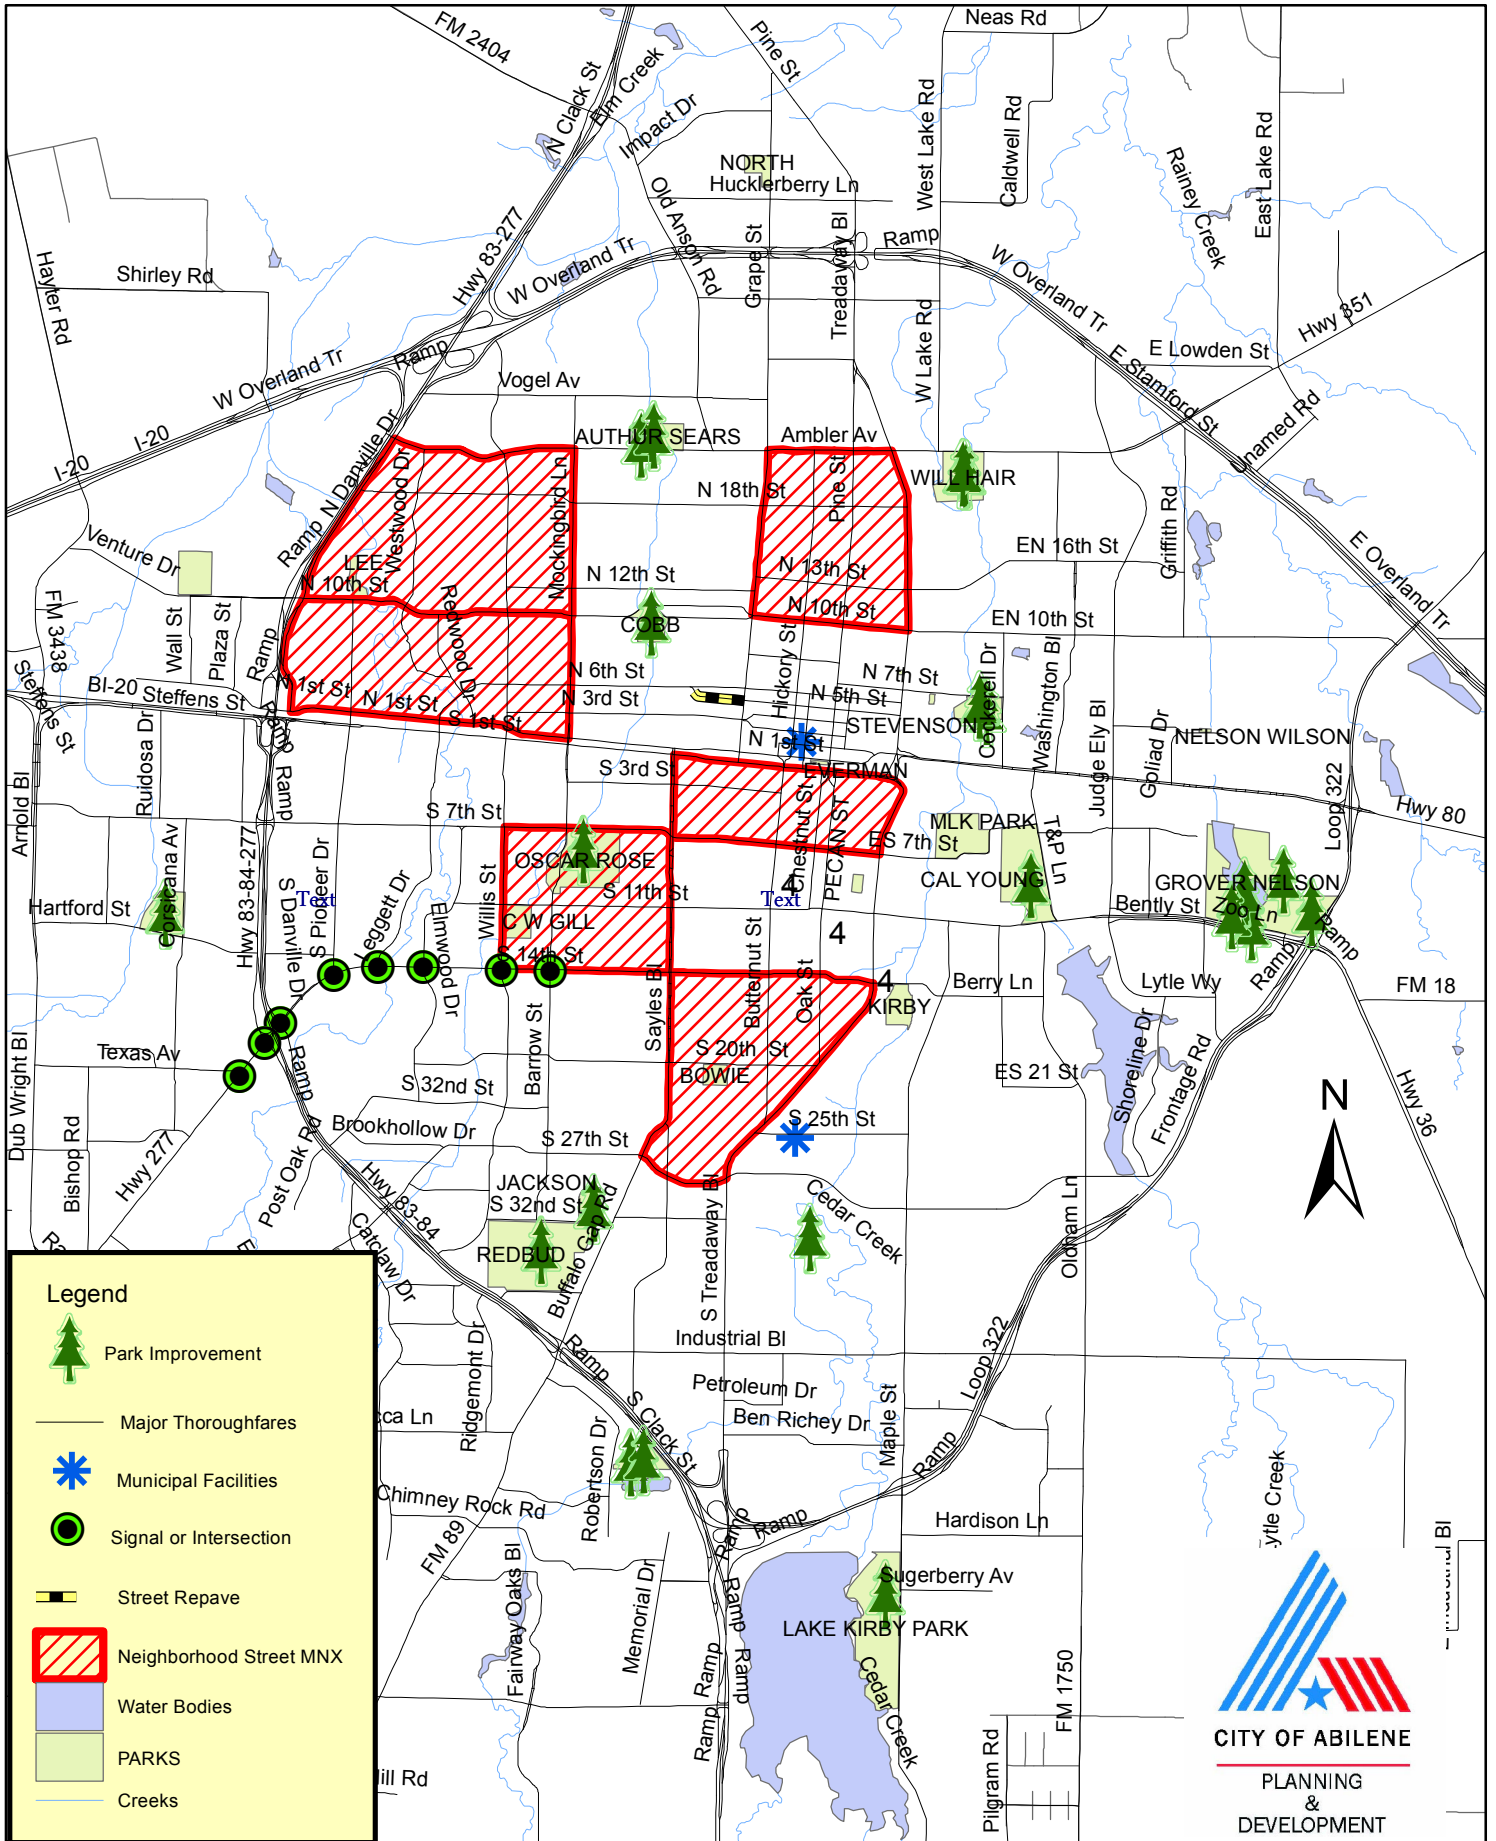 Neas Rd
FM 2404
Pine St
N Clack St
Elm Creek
Impact Dr
West Lake Rd
Caldwell Rd
East Lake Rd
Rainey Creek
NORTH
Hucklerberry Ln
Old Anson Rd
Grape St
Treadaway Bl
Ramp
Hayter Rd
Shirley Rd
Hwy 83-277
W Overland Tr
W Overland Tr
Hwy 351
W Lake Rd
E Lowden St
Ramp
W Overland Tr
Vogel Av
E Stamford St
Unamed Rd
I-20
I-20
N Danville Dr
Westwood Dr
Mockingbird Ln
AUTHUR SEARS
Ambler Av
Pine St
WILL HAIR
N 18th St
Ramp
Venture Dr
LEE
N 10th St
N 12th St
N 13th St
N 10th St
EN 16th St
Griffith Rd
E Overland Tr
FM 3438
Wall St
Plaza St
Ramp
Redwood Dr
COBB
EN 10th St
Hickory St
Cockerell Dr
Washington Bl
Steffens St
BI-20
Steffens St
N 1st St
N 1st St
S 1st St
N 6th St
N 3rd St
N 7th St
N 5th St
STEVENSON
N 1st St
Judge Ely Bl
Goliad Dr
NELSON WILSON
Ramp
Ruidosa Dr
Ramp
S 3rd St
EVERMAN
Loop 322
Hwy 80
Arnold Bl
S 7th St
Chestnut St
PECAN ST
ES 7th St
MLK PARK
T&P Ln
Corsicana Av
Hwy 83-84-277
S Danville Dr
S Pioneer Dr
Text
Leggett Dr
Elmwood Dr
Willis St
OSCAR ROSE
S 11th St
4
Text
CAL YOUNG
GROVER NELSON
Bently St
Zoo Ln
Ramp
Hartford St
C W GILL
S 14th St
4
Butternut St
Oak St
Sayles Bl
4
KIRBY
Berry Ln
Lytle Wy
Ramp
FM 18
Dub Wright Bl
Texas Av
Ramp
Barrow St
S 32nd St
S 20th St
BOWIE
ES 21 St
Shoreline Dr
Frontage Rd
Hwy 36
N
Bishop Rd
Hwy 277
Post Oak Rd
Brookhollow Dr
S 27th St
S 25th St
Hwy 83-84
JACKSON
S 32nd St
REDBUD
Buffalo Gap Rd
S Treadaway Bl
Cedar Creek
Oldham Ln
Catclaw Dr
Industrial Bl
Ramp
Ridgemont Dr
Petroleum Dr
Ben Richey Dr
Maple St
Loop 322
cca Ln
S Clack St
Robertson Dr
Ramp
Chimney Rock Rd
FM 89
Ramp
Ramp
Hardison Ln
Fairway Oaks Bl
Memorial Dr
Ramp
Ramp
Ramp
Ramp
Sugerberry Av
LAKE KIRBY PARK
Cedar Creek
FM 1750
Pilgram Rd
ill Rd
Legend
Park Improvement
Major Thoroughfares
Municipal Facilities
Signal or Intersection
Street Repave
Neighborhood Street MNX
Water Bodies
PARKS
Creeks
CITY OF ABILENE
PLANNING
&
DEVELOPMENT